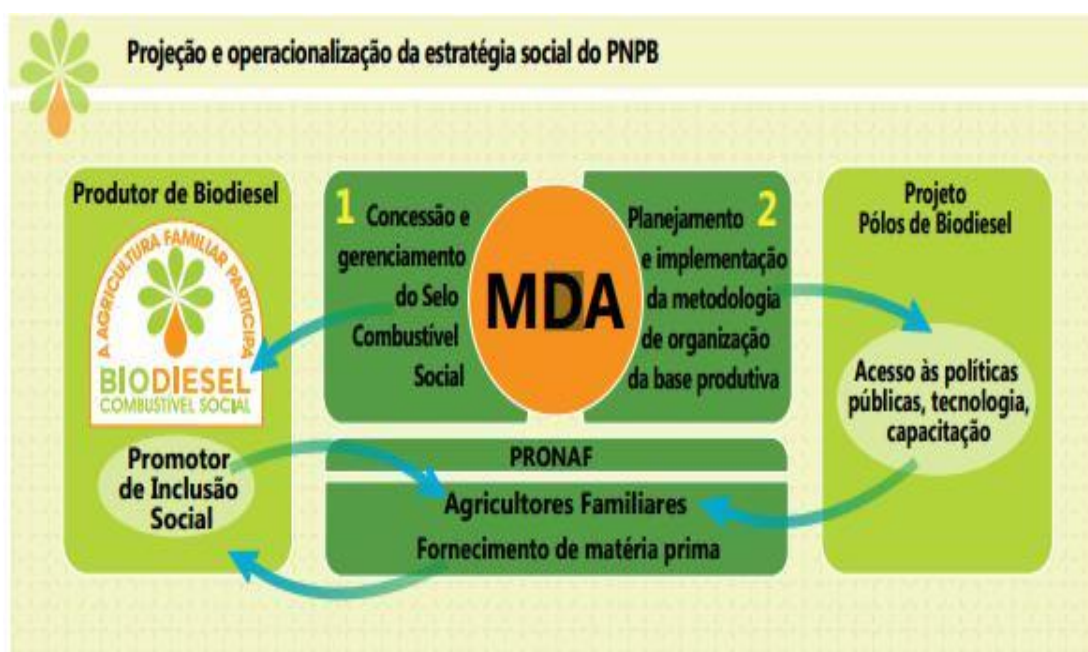 Projeção e operacionalização da estratégia social do PNPB
Produtor de Biodiesel
A AGRICULTURA FAMILIAR PARTICIPA
BIODIESEL
COMBUSTÍVEL SOCIAL
Promotor
de Inclusão
Social
1 Concessão e
gerenciamento
do Selo
Combustível
Social
MDA
Planejamento 2
e implementação
da metodologia
de organização
da base produtiva
PRONAF
Agricultores Familiares
Fornecimento de matéria prima
Projeto
Pólos de Biodiesel
Acesso às políticas
públicas, tecnologia,
capacitação